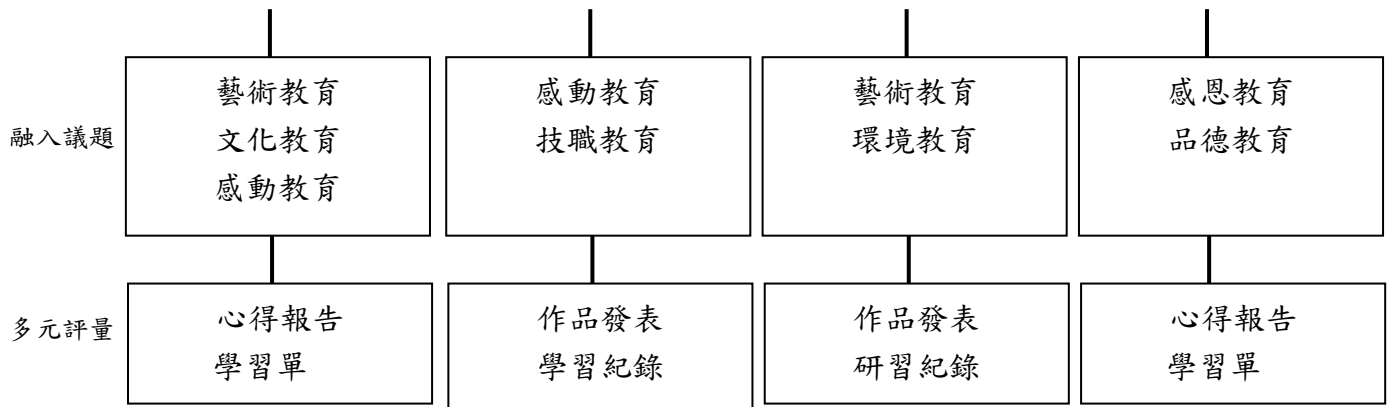 融入議題
藝術教育
文化教育
感動教育
感動教育
技職教育
藝術教育
環境教育
感恩教育
品德教育
多元評量
心得報告
學習單
作品發表
學習紀錄
作品發表
研習紀錄
心得報告
學習單